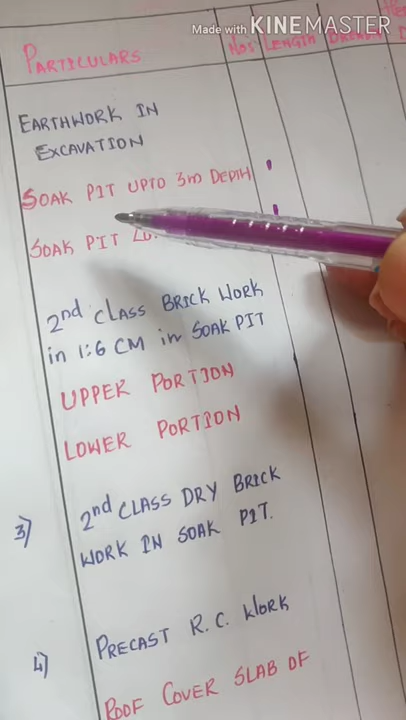 Made with KINEMASTER
PARTICULARS
Nos
LENGTH
EARTHWORK IN
EXCAVATION
SOAK PIT UPTO 3m DEPTH
SOAK PIT
2nd CLASS BRICK WORK
in 1:6 CM in SOAK PIT
UPPER PORTION
LOWER PORTION
3) 2nd CLASS DRY BRICK
WORK IN SOAK PIT.
4) PRECAST R.C. WORK
ROOF COVER SLAB OF